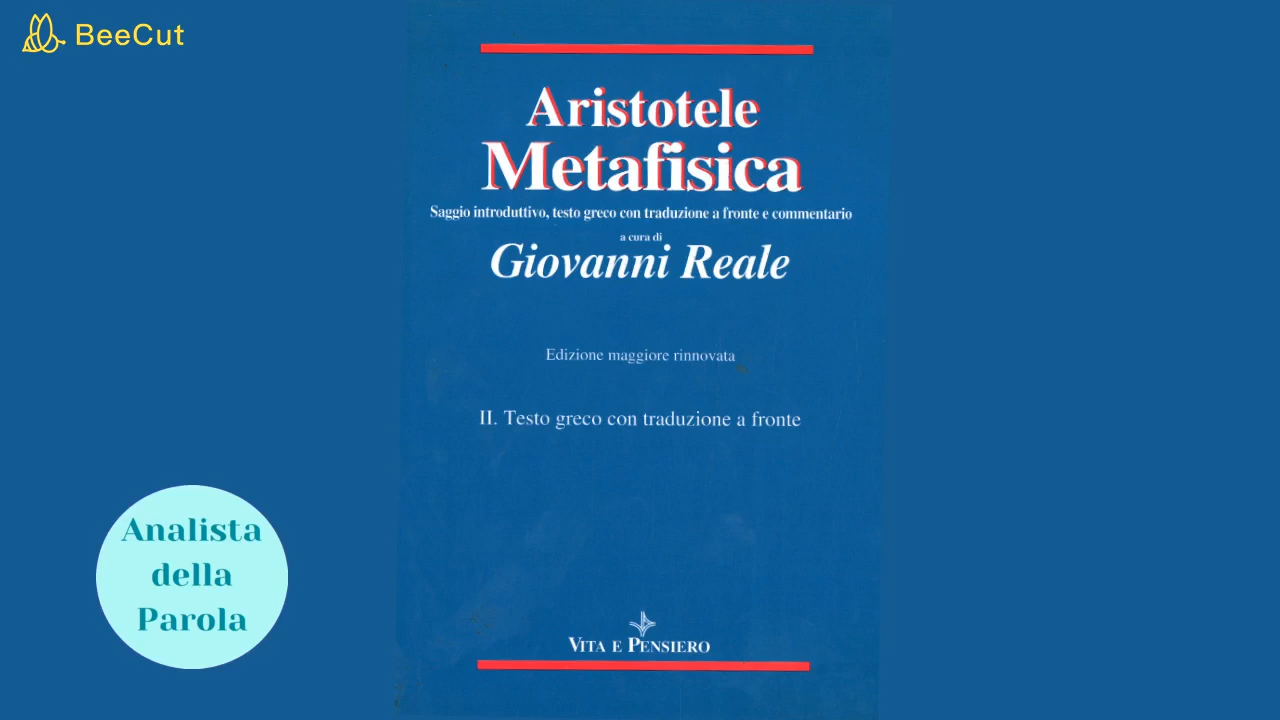 BeeCut
Aristotele
Metafisica
Saggio introduttivo, testo greco con traduzione a fronte e commentario
a cura di
Giovanni Reale
Edizione maggiore rinnovata
II. Testo greco con traduzione a fronte
Analista
della
Parola
VITA E PENSIERO